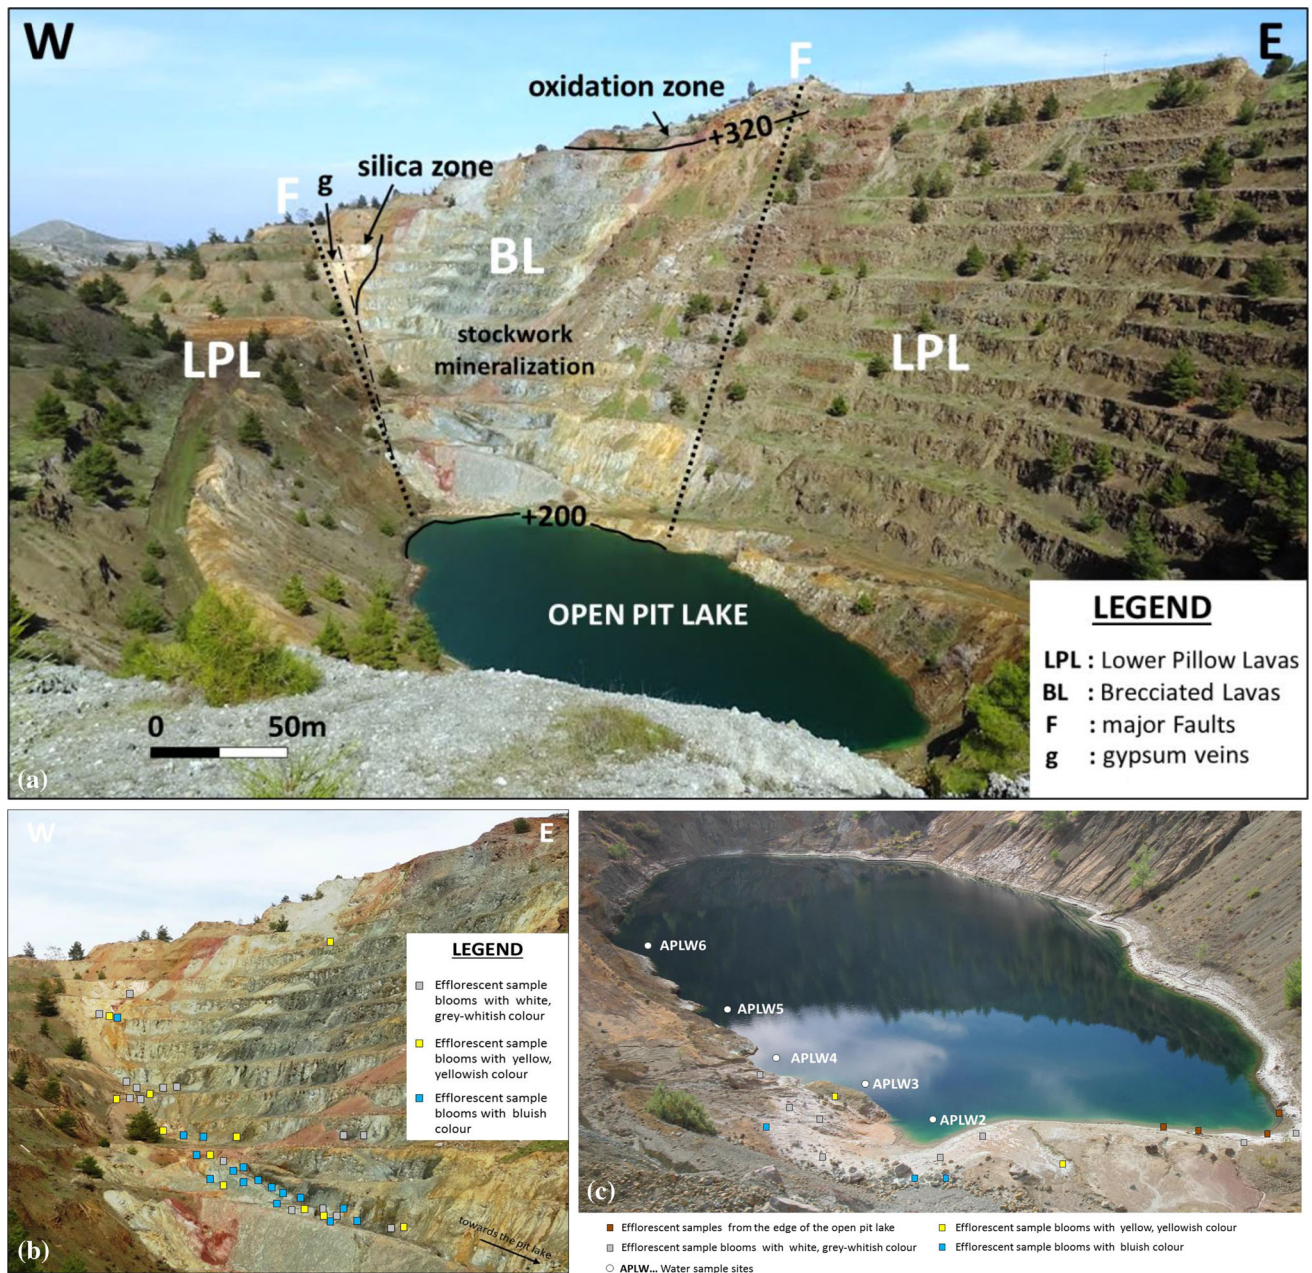 W
E
F
oxidation zone
+320
silica zone
g
F
BL
stockwork
mineralization
LPL
LPL
+200
OPEN PIT LAKE
0 50m
LEGEND
LPL : Lower Pillow Lavas
BL : Brecciated Lavas
F : major Faults
g : gypsum veins
(a)
W
E
LEGEND
Efflorescent sample
blooms with white,
grey-whitish colour
Efflorescent sample
blooms with yellow,
yellowish colour
Efflorescent sample
blooms with bluish
colour
towards the pit lake
(b)
APLW6
APLW5
APLW4
APLW3
APLW2
(c)
Efflorescent samples from the edge of the open pit lake
Efflorescent sample blooms with yellow, yellowish colour
Efflorescent sample blooms with white, grey-whitish colour
Efflorescent sample blooms with bluish colour
APLW... Water sample sites